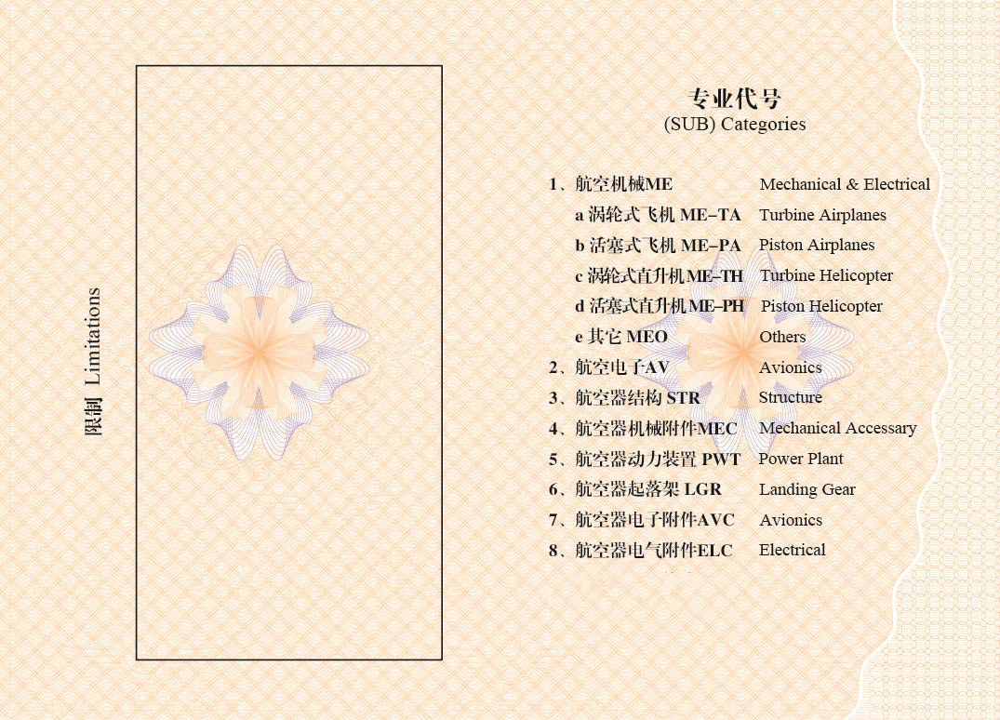 限制 Limitations
专业代号
(SUB) Categories
1、航空机械ME Mechanical & Electrical
a 涡轮式飞机 ME-TA Turbine Airplanes
b 活塞式飞机 ME-PA Piston Airplanes
c 涡轮式直升机ME-TH Turbine Helicopter
d 活塞式直升机ME-PH Piston Helicopter
e 其它 MEO Others
2、航空电子AV Avionics
3、航空器结构 STR Structure
4、航空器机械附件MEC Mechanical Accessary
5、航空器动力装置 PWT Power Plant
6、航空器起落架 LGR Landing Gear
7、航空器电子附件AVC Avionics
8、航空器电气附件ELC Electrical